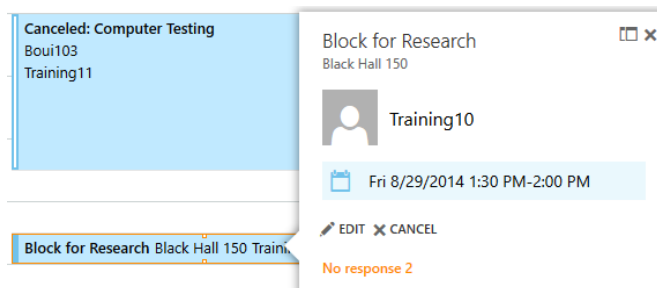 Canceled: Computer Testing
Boui103
Training11
Block for Research Black Hall 150
Block for Research
Black Hall 150
Training10
Fri 8/29/2014 1:30 PM-2:00 PM
EDIT CANCEL
No response 2